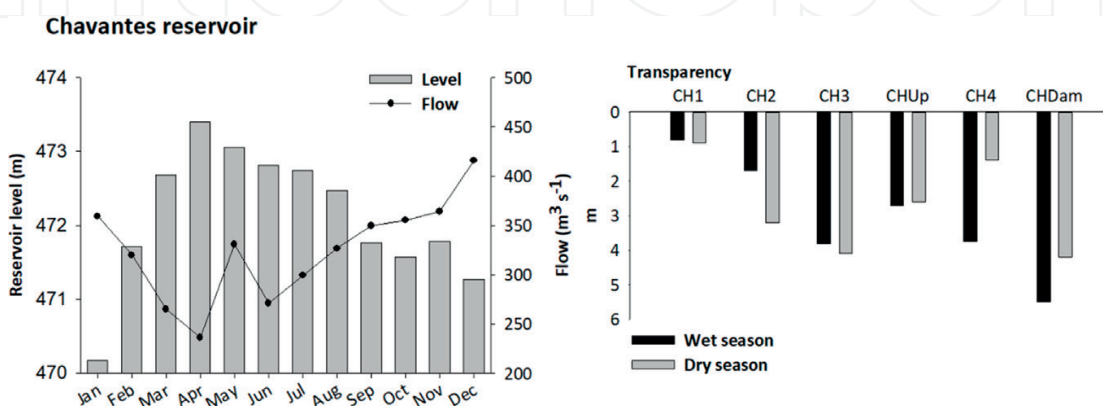 Chavantes reservoir
Level
Flow
Reservoir level (m)
474
473
472
471
470
500
450
400
350
300
250
200
Flow (m³ s⁻¹)
Jan Feb Mar Apr May Jun Jul Aug Sep Oct Nov Dec
Transparency
CH1 CH2 CH3 CHUp CH4 CHDam
0
1
2
3
4
5
6
m
Wet season
Dry season